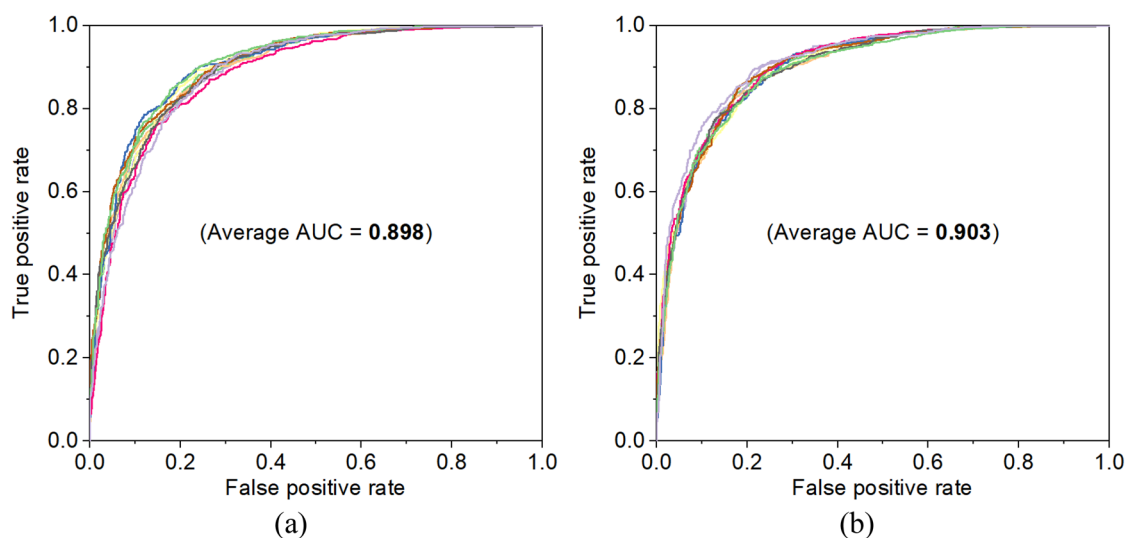 1.0
0.8
0.6
0.4
0.2
0.0
True positive rate
(Average AUC = 0.898)
0.0 0.2 0.4 0.6 0.8 1.0
False positive rate
(a)
1.0
0.8
0.6
0.4
0.2
0.0
True positive rate
(Average AUC = 0.903)
0.0 0.2 0.4 0.6 0.8 1.0
False positive rate
(b)